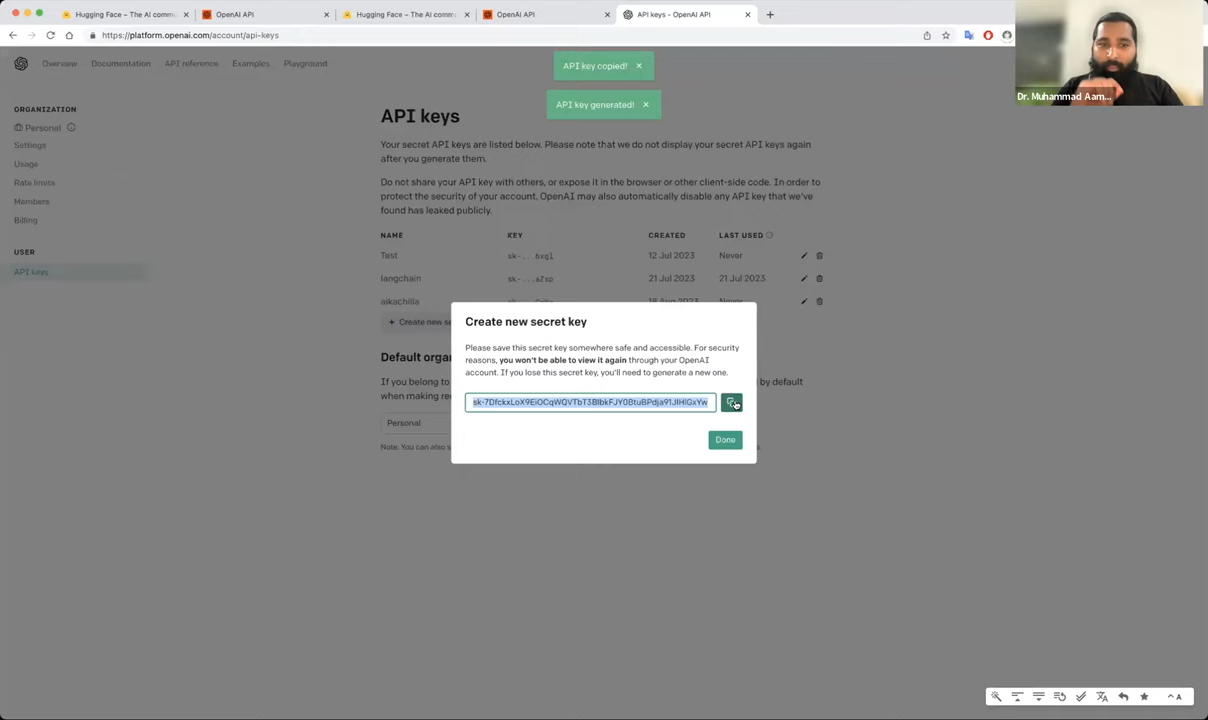 Hugging Face – The AI comm
OpenAI API
Hugging Face – The AI comm
OpenAI API
API keys - OpenAI API
https://platform.openai.com/account/api-keys
Overview
Documentation
API reference
Examples
Playground
API key copied!
API key generated!
Dr. Muhammad Aam...
ORGANIZATION
Personal
Settings
Usage
Rate limits
Members
Billing
USER
API keys
API keys
Your secret API keys are listed below. Please note that we do not display your secret API keys again
after you generate them.
Do not share your API key with others, or expose it in the browser or other client-side code. In order to
protect the security of your account, OpenAI may also automatically disable any API key that we've
found has leaked publicly.
NAME KEY CREATED LAST USED
Test 12 Jul 2023 Never
langchain 21 Jul 2023 21 Jul 2023
aikachilla 18 Aug 2023 Never
+ Create new se
Default organ
If you belong to
d by default
when making re
Personal
Note: You can also s
Create new secret key
Please save this secret key somewhere safe and accessible. For security
reasons, you won't be able to view it again through your OpenAI
account. If you lose this secret key, you'll need to generate a new one.
Done